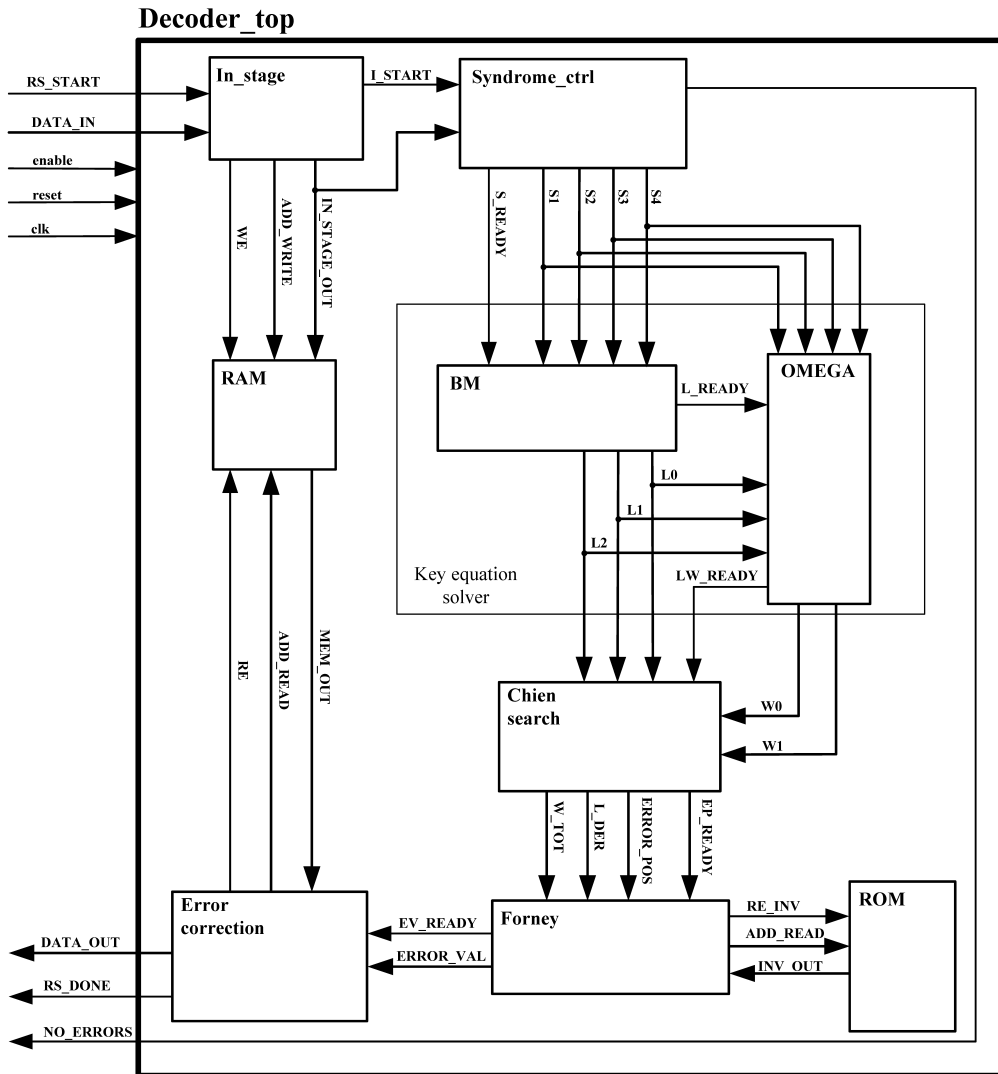 Decoder_top
RS_START
DATA_IN
enable
reset
clk
In_stage
I_START
Syndrome_ctrl
WE
ADD_WRITE
IN_STAGE_OUT
S_READY
S1
S2
S3
S4
RAM
BM
L_READY
OMEGA
L0
L1
L2
LW_READY
Key equation
solver
RE
ADD_READ
MEM_OUT
Chien
search
W0
W1
W_TOT
L_DER
ERROR_POS
EP_READY
Error
correction
EV_READY
ERROR_VAL
Forney
RE_INV
ADD_READ
INV_OUT
ROM
DATA_OUT
RS_DONE
NO_ERRORS